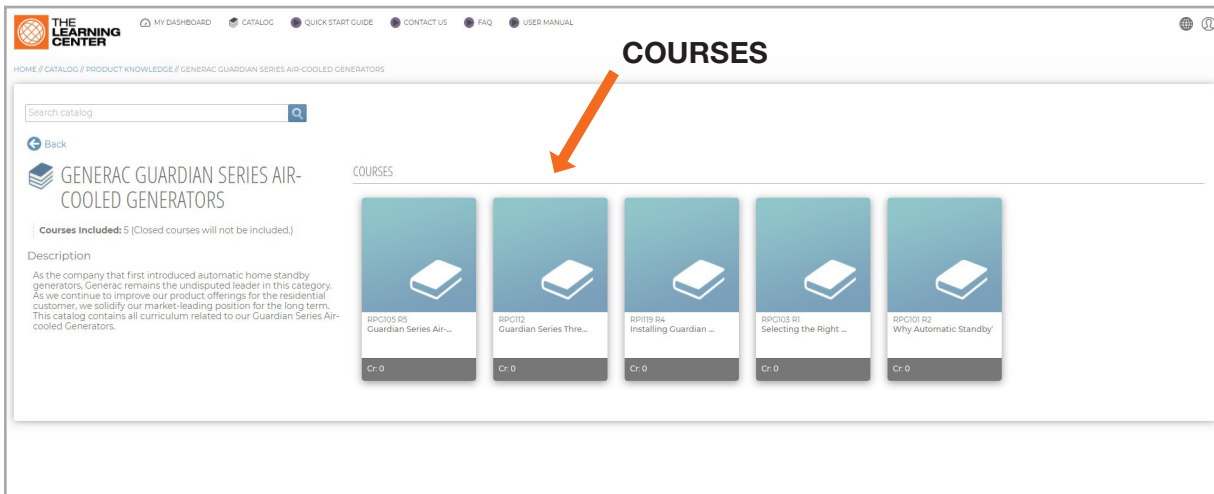 THE
LEARNING
CENTER
MY DASHBOARD CATALOG QUICK START GUIDE CONTACT US FAQ USER MANUAL
COURSES
HOME // CATALOG // PRODUCT KNOWLEDGE // GENERAC GUARDIAN SERIES AIR-COOLED GENERATORS
Search catalog
Back
GENERAC GUARDIAN SERIES AIR-
COOLED GENERATORS
Courses Included: 5 (Closed courses will not be included.)
Description
As the company that first introduced automatic home standby
generators, Generac remains the undisputed leader in this category.
As we continue to improve our product offerings for the residential
customer, we solidify our market-leading position for the long term.
This catalog contains all curriculum related to our Guardian Series Air-
cooled Generators.
COURSES
RPG105 R5
Guardian Series Air-...
Cr: 0
RPG112
Guardian Series Thre...
Cr: 0
RPI119 R4
Installing Guardian ...
Cr: 0
RPG103 R1
Selecting the Right ...
Cr: 0
RPG101 R2
Why Automatic Standby?
Cr: 0